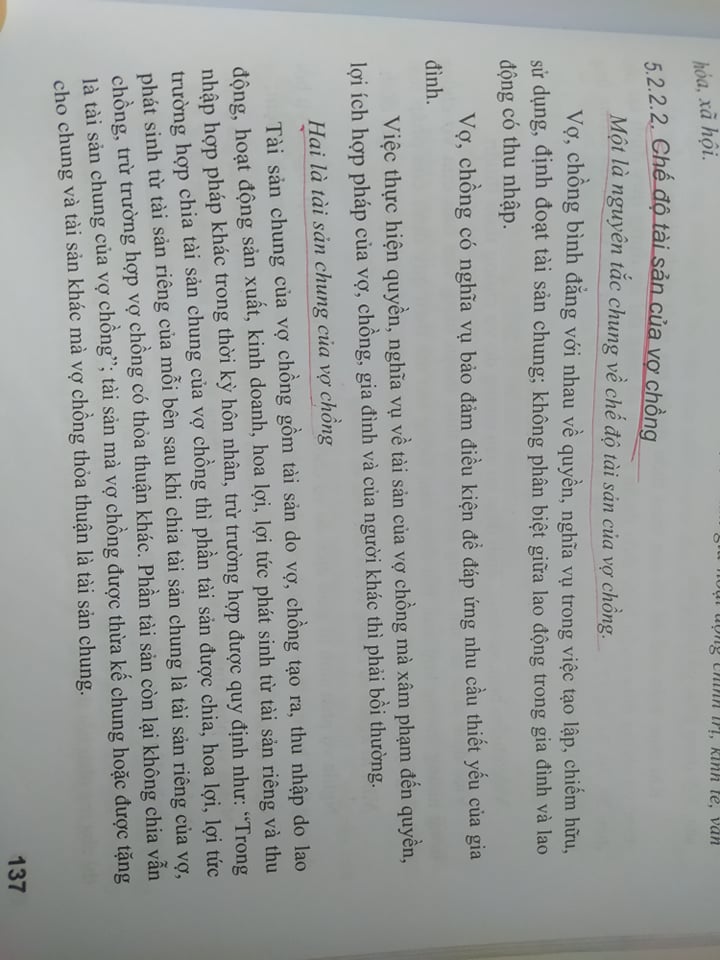 hoạt động chính trị, kinh tế, văn
hóa, xã hội.
5.2.2.2. Chế độ tài sản của vợ chồng
Một là nguyên tắc chung về chế độ tài sản của vợ chồng.
Vợ, chồng bình đẳng với nhau về quyền, nghĩa vụ trong việc tạo lập, chiếm hữu,
sử dụng, định đoạt tài sản chung; không phân biệt giữa lao động trong gia đình và lao
động có thu nhập.
Vợ, chồng có nghĩa vụ bảo đảm điều kiện để đáp ứng nhu cầu thiết yếu của gia
đình.
Việc thực hiện quyền, nghĩa vụ về tài sản của vợ chồng mà xâm phạm đến quyền,
lợi ích hợp pháp của vợ, chồng, gia đình và của người khác thì phải bồi thường.
Hai là tài sản chung của vợ chồng
Tài sản chung của vợ chồng gồm tài sản do vợ, chồng tạo ra, thu nhập do lao
động, hoạt động sản xuất, kinh doanh, hoa lợi, lợi tức phát sinh từ tài sản riêng và thu
nhập hợp pháp khác trong thời kỳ hôn nhân, trừ trường hợp được quy định như: “Trong
trường hợp chia tài sản chung của vợ chồng thì phần tài sản được chia, hoa lợi, lợi tức
phát sinh từ tài sản riêng của mỗi bên sau khi chia tài sản chung là tài sản riêng của vợ,
chồng, trừ trường hợp vợ chồng có thỏa thuận khác. Phần tài sản còn lại không chia vẫn
là tài sản chung của vợ chồng”; tài sản mà vợ chồng được thừa kế chung hoặc được tặng
cho chung và tài sản khác mà vợ chồng thỏa thuận là tài sản chung.
137